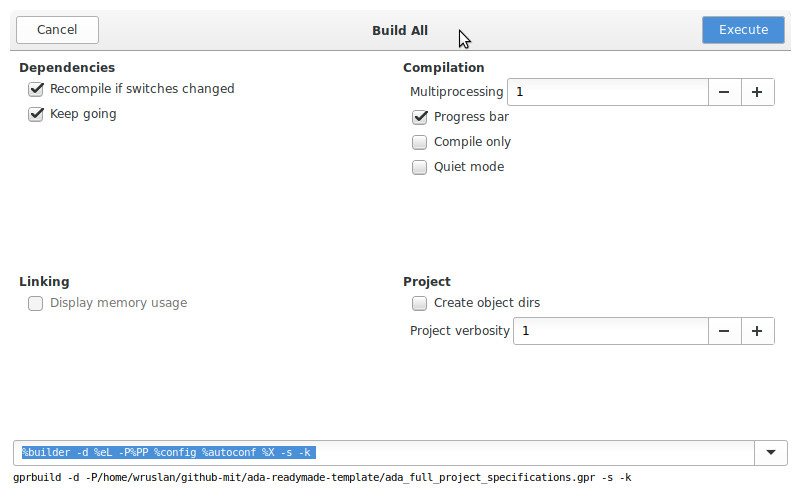 Cancel
Build All
Execute
Dependencies
Recompile if switches changed
Keep going
Compilation
Multiprocessing 1
Progress bar
Compile only
Quiet mode
Linking
Display memory usage
Project
Create object dirs
Project verbosity 1
%builder -d %eL -P%PP %config %autoconf %X -s -k
gprbuild -d -P/home/wruslan/github-mit/ada-readymade-template/ada_full_project_specifications.gpr -s -k